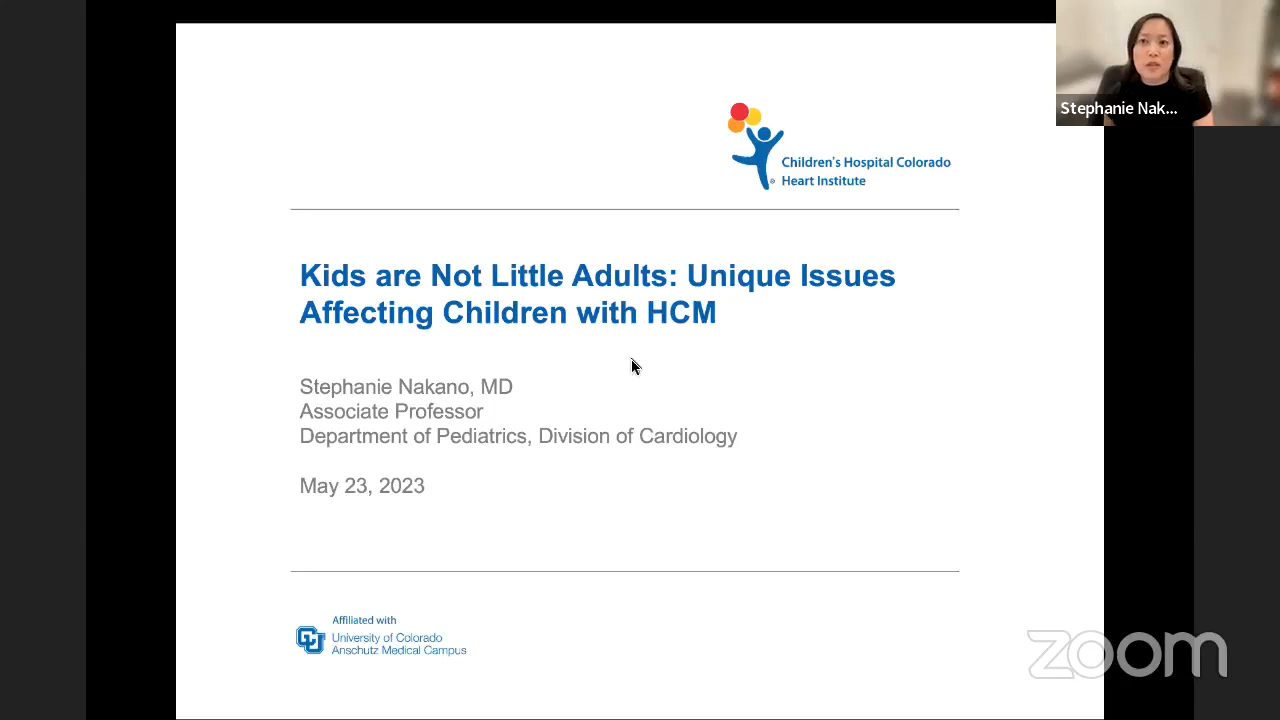 Stephanie Nak...
Children's Hospital Colorado
Heart Institute
Kids are Not Little Adults: Unique Issues
Affecting Children with HCM
Stephanie Nakano, MD
Associate Professor
Department of Pediatrics, Division of Cardiology
May 23, 2023
Affiliated with
CU
University of Colorado
Anschutz Medical Campus
zoom